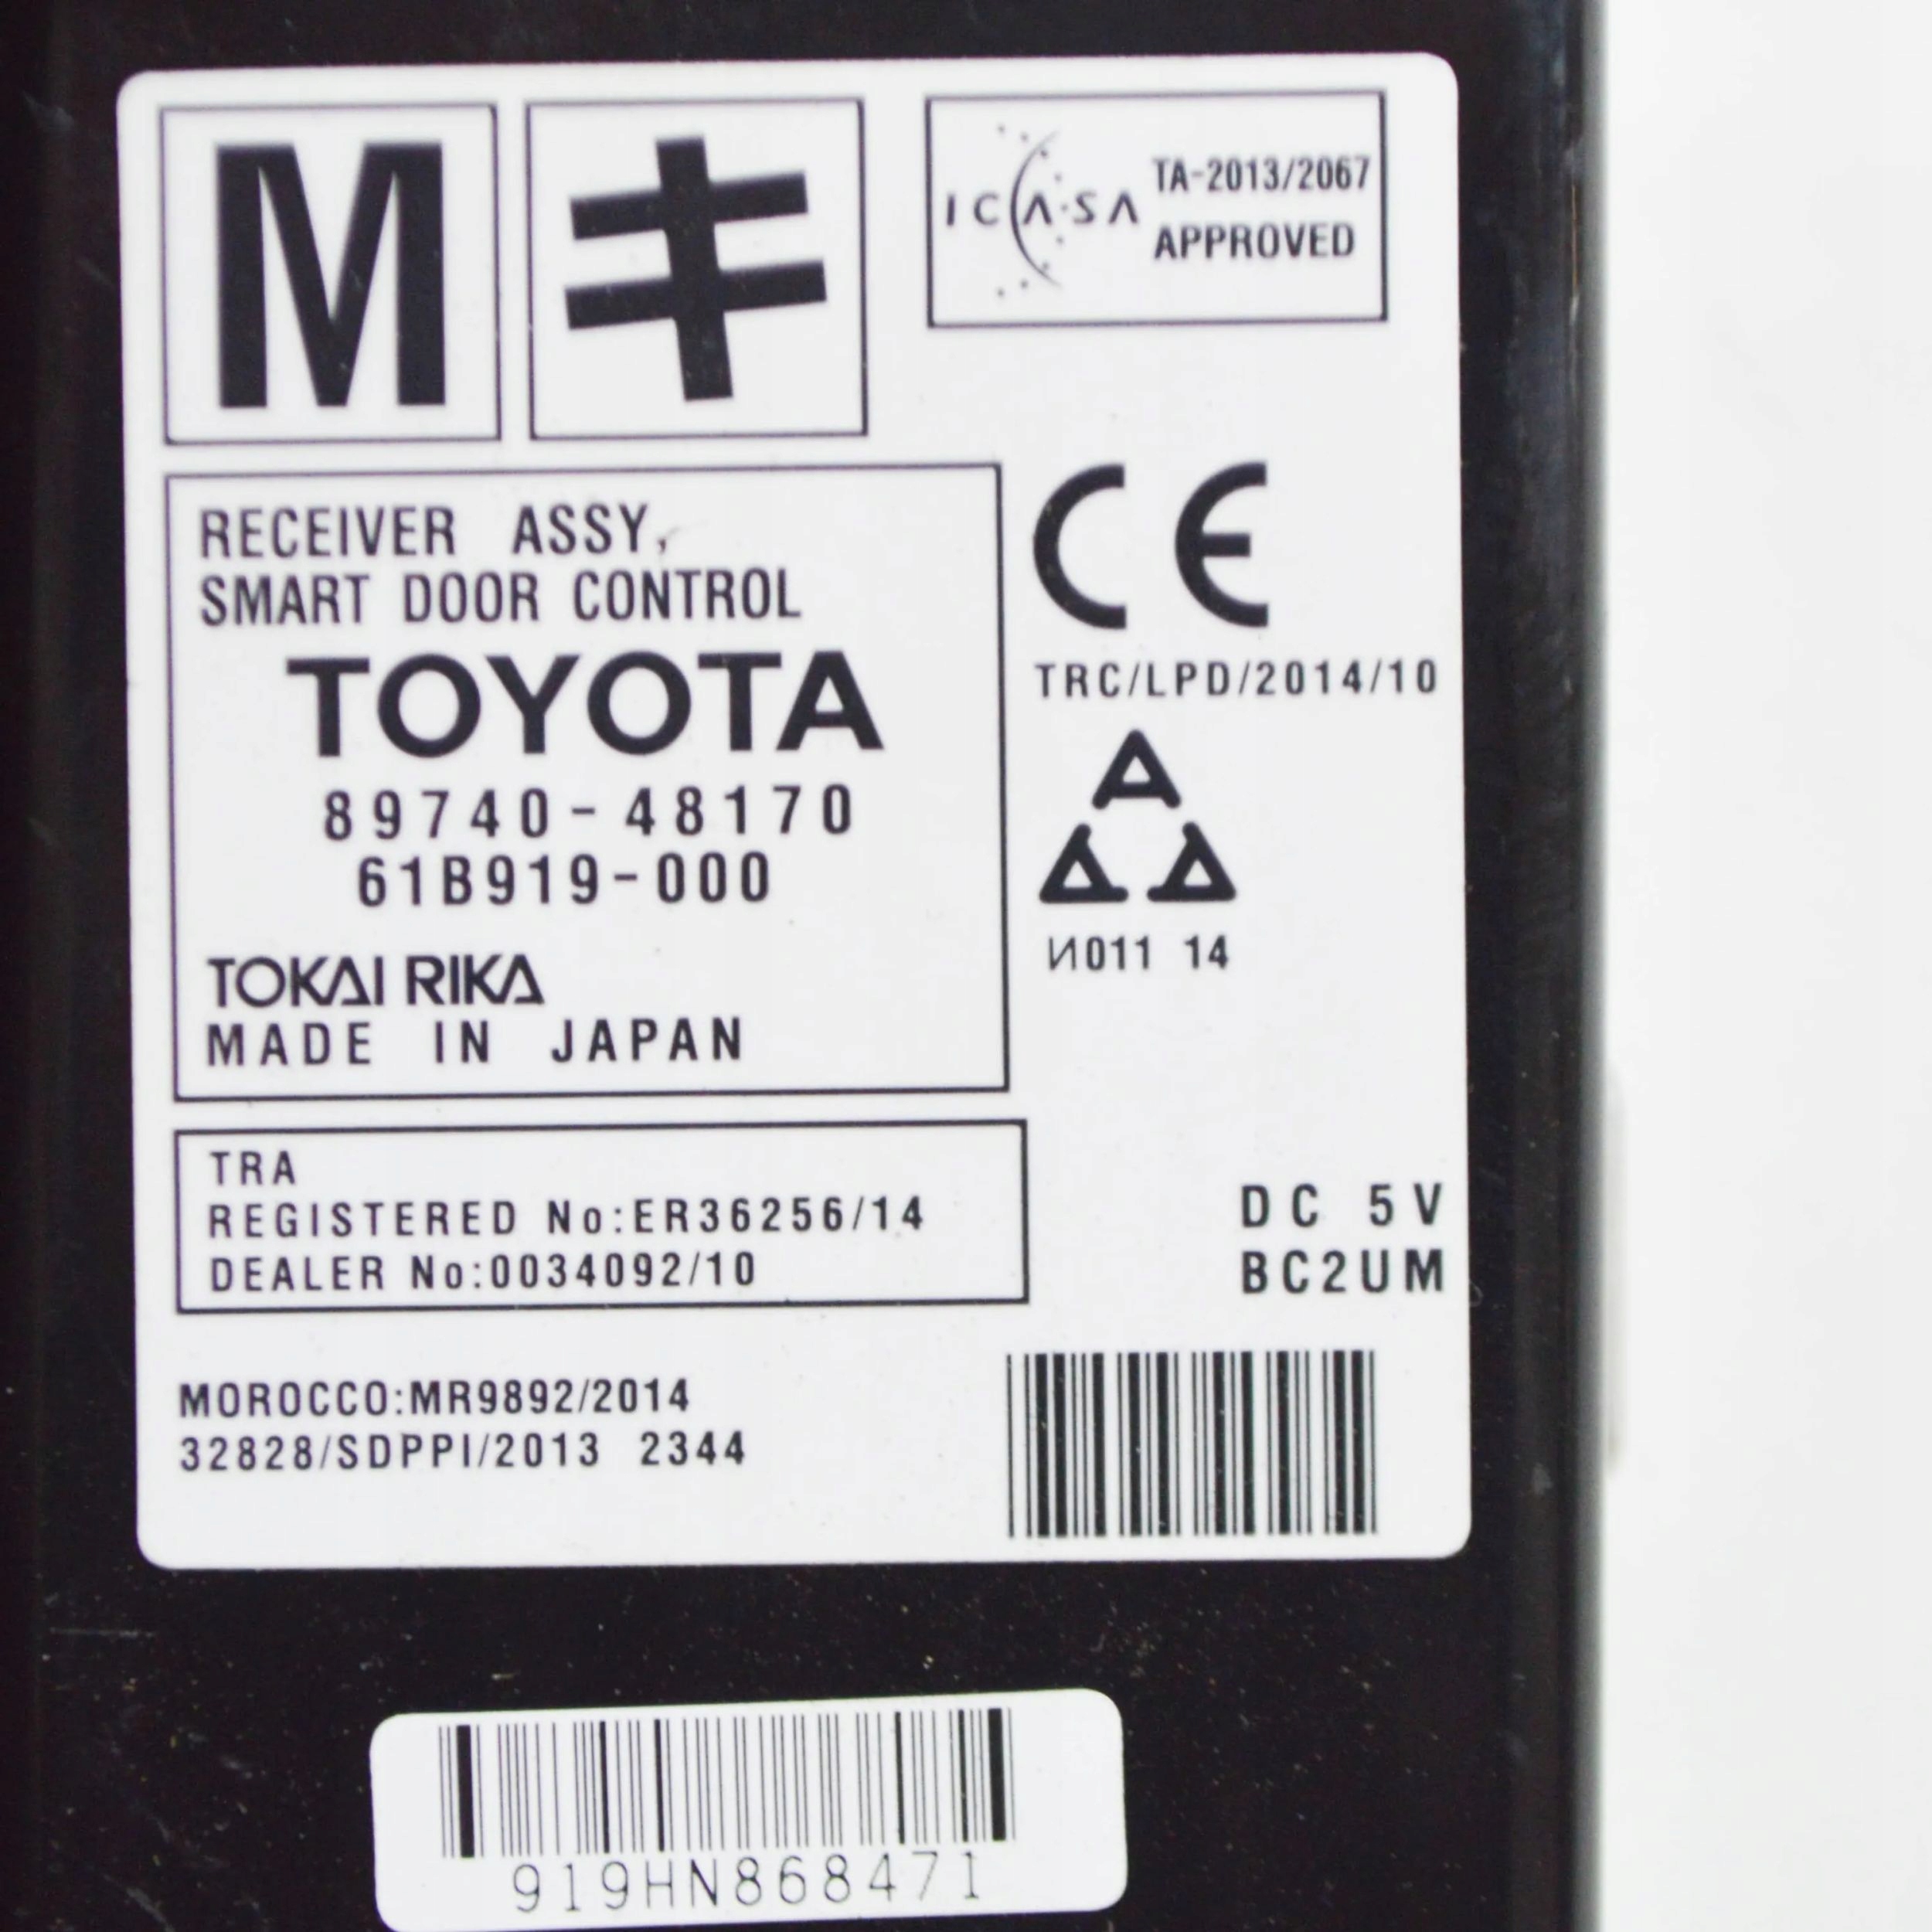 M キ
ICASA TA-2013/2067
APPROVED
RECEIVER ASSY,
SMART DOOR CONTROL
TOYOTA
89740-48170
61B919-000
TOKAI RIKA
MADE IN JAPAN
CE
TRC/LPD/2014/10
И011 14
TRA
REGISTERED No:ER36256/14
DEALER No:0034092/10
DC 5V
BC2UM
MOROCCO:MR9892/2014
32828/SDPPI/2013 2344
919HN868471